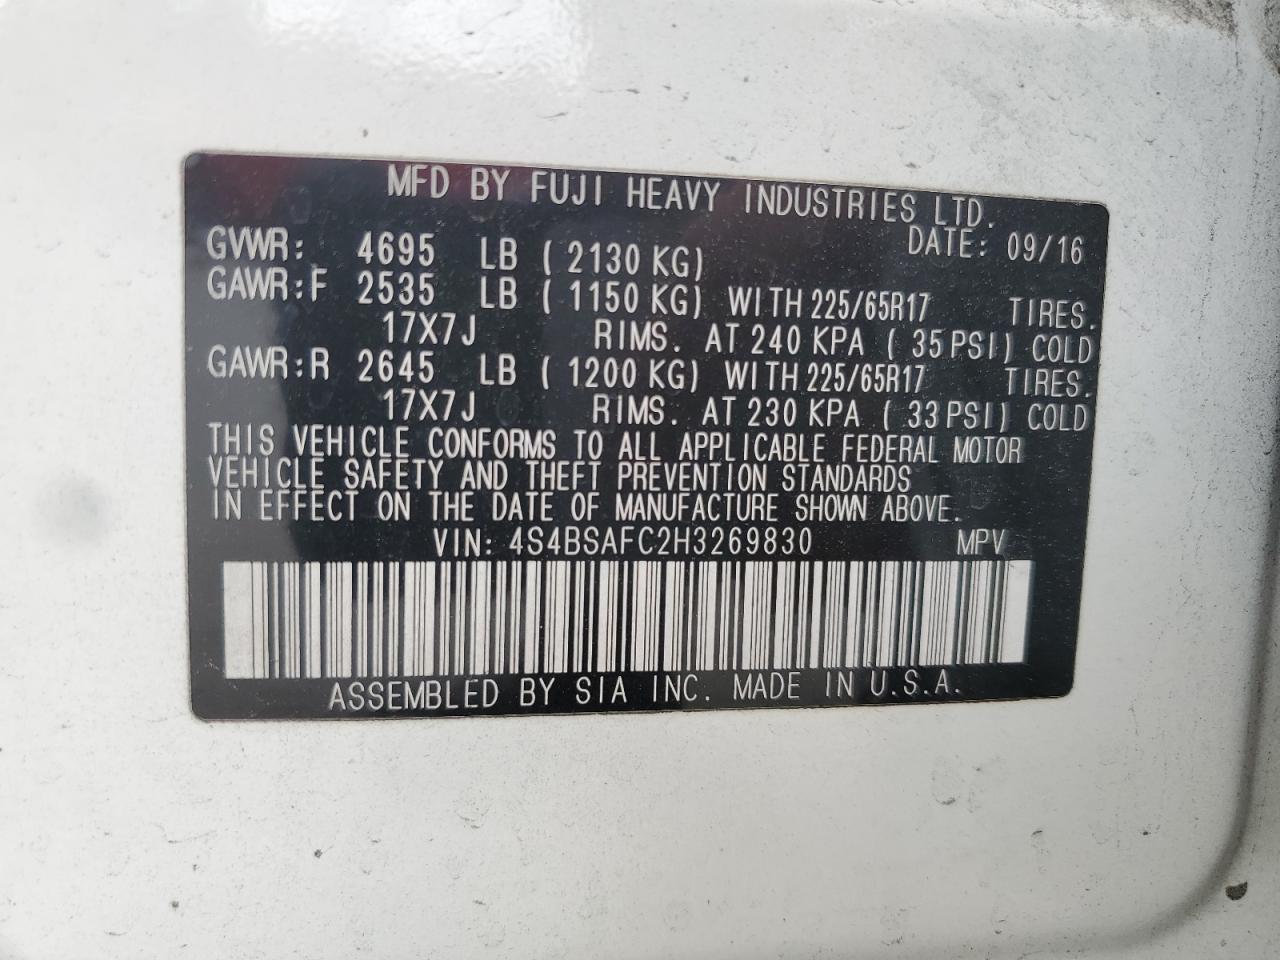 MFD BY FUJI HEAVY INDUSTRIES LTD.
DATE: 09/16
GVWR: 4695 LB ( 2130 KG)
GAWR:F 2535 LB ( 1150 KG) WITH 225/65R17 TIRES.
17X7J RIMS. AT 240 KPA ( 35 PSI) COLD
GAWR:R 2645 LB ( 1200 KG) WITH 225/65R17 TIRES.
17X7J RIMS. AT 230 KPA ( 33 PSI) COLD
THIS VEHICLE CONFORMS TO ALL APPLICABLE FEDERAL MOTOR
VEHICLE SAFETY AND THEFT PREVENTION STANDARDS
IN EFFECT ON THE DATE OF MANUFACTURE SHOWN ABOVE.
VIN: 4S4BSAFC2H3269830 MPV
ASSEMBLED BY SIA INC. MADE IN U.S.A.